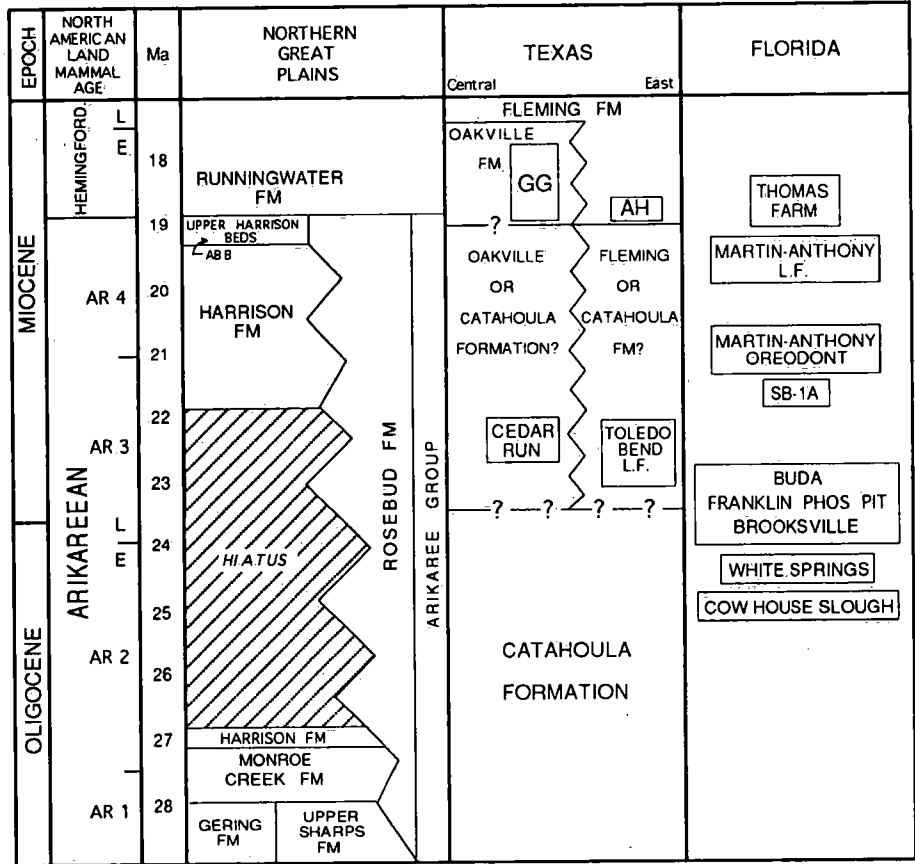 EPOCH
NORTH
AMERICAN
LAND
MAMMAL
AGE
Ma
NORTHERN
GREAT
PLAINS
TEXAS
Central East
FLORIDA
MIOCENE
OLIGOCENE
HEMINGFORD.
L
E
ARIKAREEAN
AR 4
AR 3
L
E
AR 2
AR 1
18
19
20
21
22
23
24
25
26
27
28
RUNNINGWATER
FM
UPPER HARRISON
BEDS
ABB
HARRISON
FM
HIATUS
HARRISON FM
MONROE
CREEK FM
GERING
FM
UPPER
SHARPS
FM
ROSEBUD FM
ARIKAREE GROUP
FLEMING FM
OAKVILLE
FM
GG
AH
?
OAKVILLE
OR
CATAHOULA
FORMATION?
FLEMING
OR
CATAHOULA
FM?
CEDAR
RUN
TOLEDO
BEND
L.F.
? ? ? ?
CATAHOULA
FORMATION
THOMAS
FARM
MARTIN-ANTHONY
L.F.
MARTIN-ANTHONY
OREODONT
SB-1A
BUDA
FRANKLIN PHOS PIT
BROOKSVILLE
WHITE SPRINGS
COW HOUSE SLOUGH